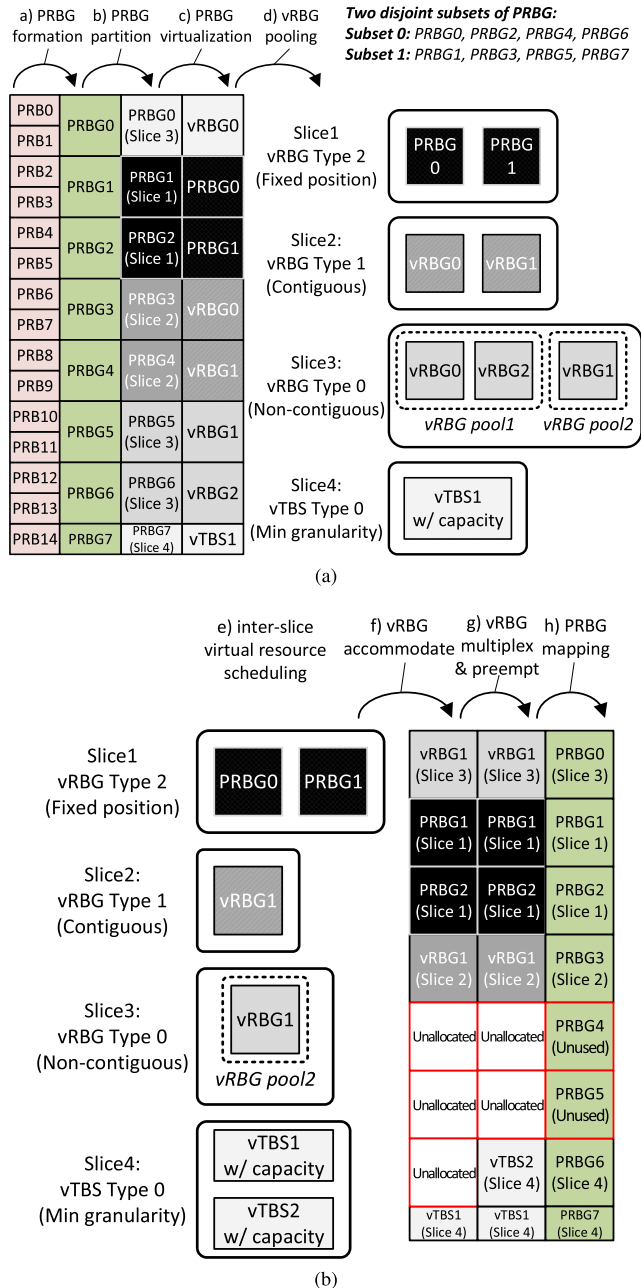 a) PRBG formation
b) PRBG partition
c) PRBG virtualization
d) vRBG pooling
Two disjoint subsets of PRBG:
Subset 0: PRBG0, PRBG2, PRBG4, PRBG6
Subset 1: PRBG1, PRBG3, PRBG5, PRBG7
PRB0
PRB1
PRB2
PRB3
PRB4
PRB5
PRB6
PRB7
PRB8
PRB9
PRB10
PRB11
PRB12
PRB13
PRB14
PRBG0
PRBG1
PRBG2
PRBG3
PRBG4
PRBG5
PRBG6
PRBG7
PRBG0
(Slice 3)
PRBG1
(Slice 1)
PRBG2
(Slice 1)
PRBG3
(Slice 2)
PRBG4
(Slice 2)
PRBG5
(Slice 3)
PRBG6
(Slice 3)
PRBG7
(Slice 4)
vRBG0
PRBG0
PRBG1
vRBG0
vRBG1
vRBG1
vRBG2
vTBS1
Slice1
vRBG Type 2
(Fixed position)
PRBG
0
PRBG
1
Slice2:
vRBG Type 1
(Contiguous)
vRBG0
vRBG1
Slice3:
vRBG Type 0
(Non-contiguous)
vRBG0
vRBG2
vRBG1
vRBG pool1
vRBG pool2
Slice4:
vTBS Type 0
(Min granularity)
vTBS1
w/ capacity
(a)
e) inter-slice
virtual resource
scheduling
f) vRBG
accommodate
g) vRBG
multiplex
& preempt
h) PRBG
mapping
Slice1
vRBG Type 2
(Fixed position)
PRBG0
PRBG1
Slice2:
vRBG Type 1
(Contiguous)
vRBG1
Slice3:
vRBG Type 0
(Non-contiguous)
vRBG1
vRBG pool2
Slice4:
vTBS Type 0
(Min granularity)
vTBS1
w/ capacity
vTBS2
w/ capacity
vRBG1
(Slice 3)
PRBG1
(Slice 1)
PRBG2
(Slice 1)
vRBG1
(Slice 2)
Unallocated
Unallocated
Unallocated
vTBS1
(Slice 4)
vRBG1
(Slice 3)
PRBG1
(Slice 1)
PRBG2
(Slice 1)
vRBG1
(Slice 2)
Unallocated
Unallocated
vTBS2
(Slice 4)
vTBS1
(Slice 4)
PRBG0
(Slice 3)
PRBG1
(Slice 1)
PRBG2
(Slice 1)
PRBG3
(Slice 2)
PRBG4
(Unused)
PRBG5
(Unused)
PRBG6
(Slice 4)
PRBG7
(Slice 4)
(b)